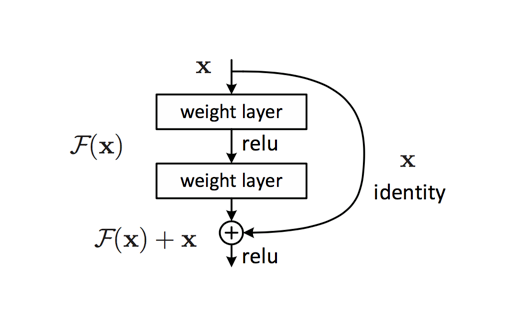 x
weight layer
relu
F(x)
weight layer
x
identity
F(x) + x
relu